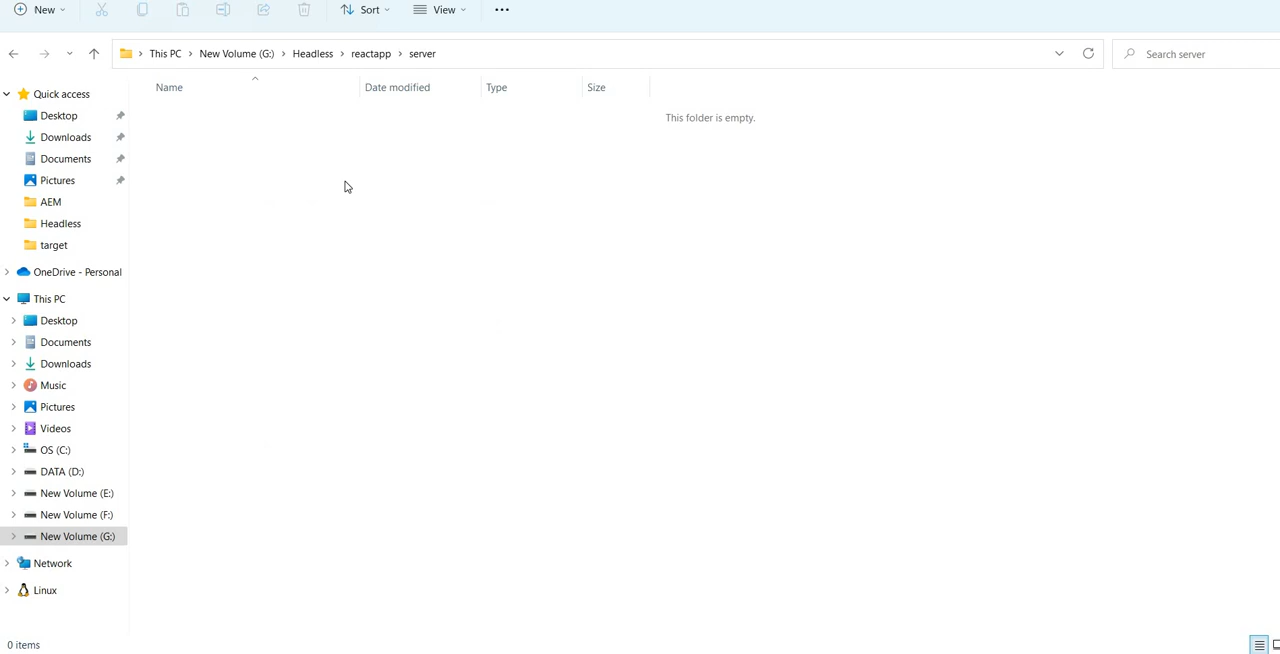 New Sort View •••
This PC > New Volume (G:) > Headless > reactapp > server Search server
Name Date modified Type Size
This folder is empty.
Quick access
Desktop
Downloads
Documents
Pictures
AEM
Headless
target
OneDrive - Personal
This PC
Desktop
Documents
Downloads
Music
Pictures
Videos
OS (C:)
DATA (D:)
New Volume (E:)
New Volume (F:)
New Volume (G:)
Network
Linux
0 items